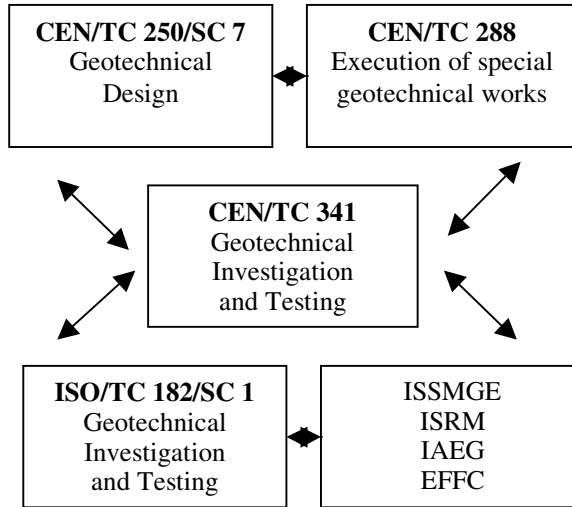 CEN/TC 250/SC 7
Geotechnical
Design
CEN/TC 288
Execution of special
geotechnical works
CEN/TC 341
Geotechnical
Investigation
and Testing
ISO/TC 182/SC 1
Geotechnical
Investigation
and Testing
ISSMGE
ISRM
IAEG
EFFC